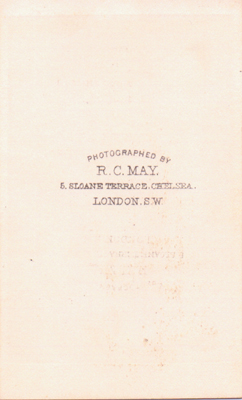 PHOTOGRAPHED BY
R. C. MAY.
5, SLOANE TERRACE, CHELSEA.
LONDON. S.W.